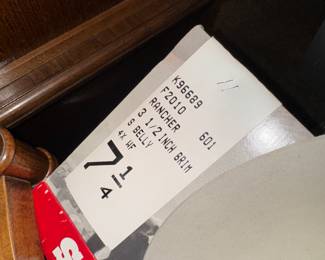 K96689
F2010 601
RANCHER
3 1/2 INCH BRIM
S BELLY
4X HF
7 1/4
S